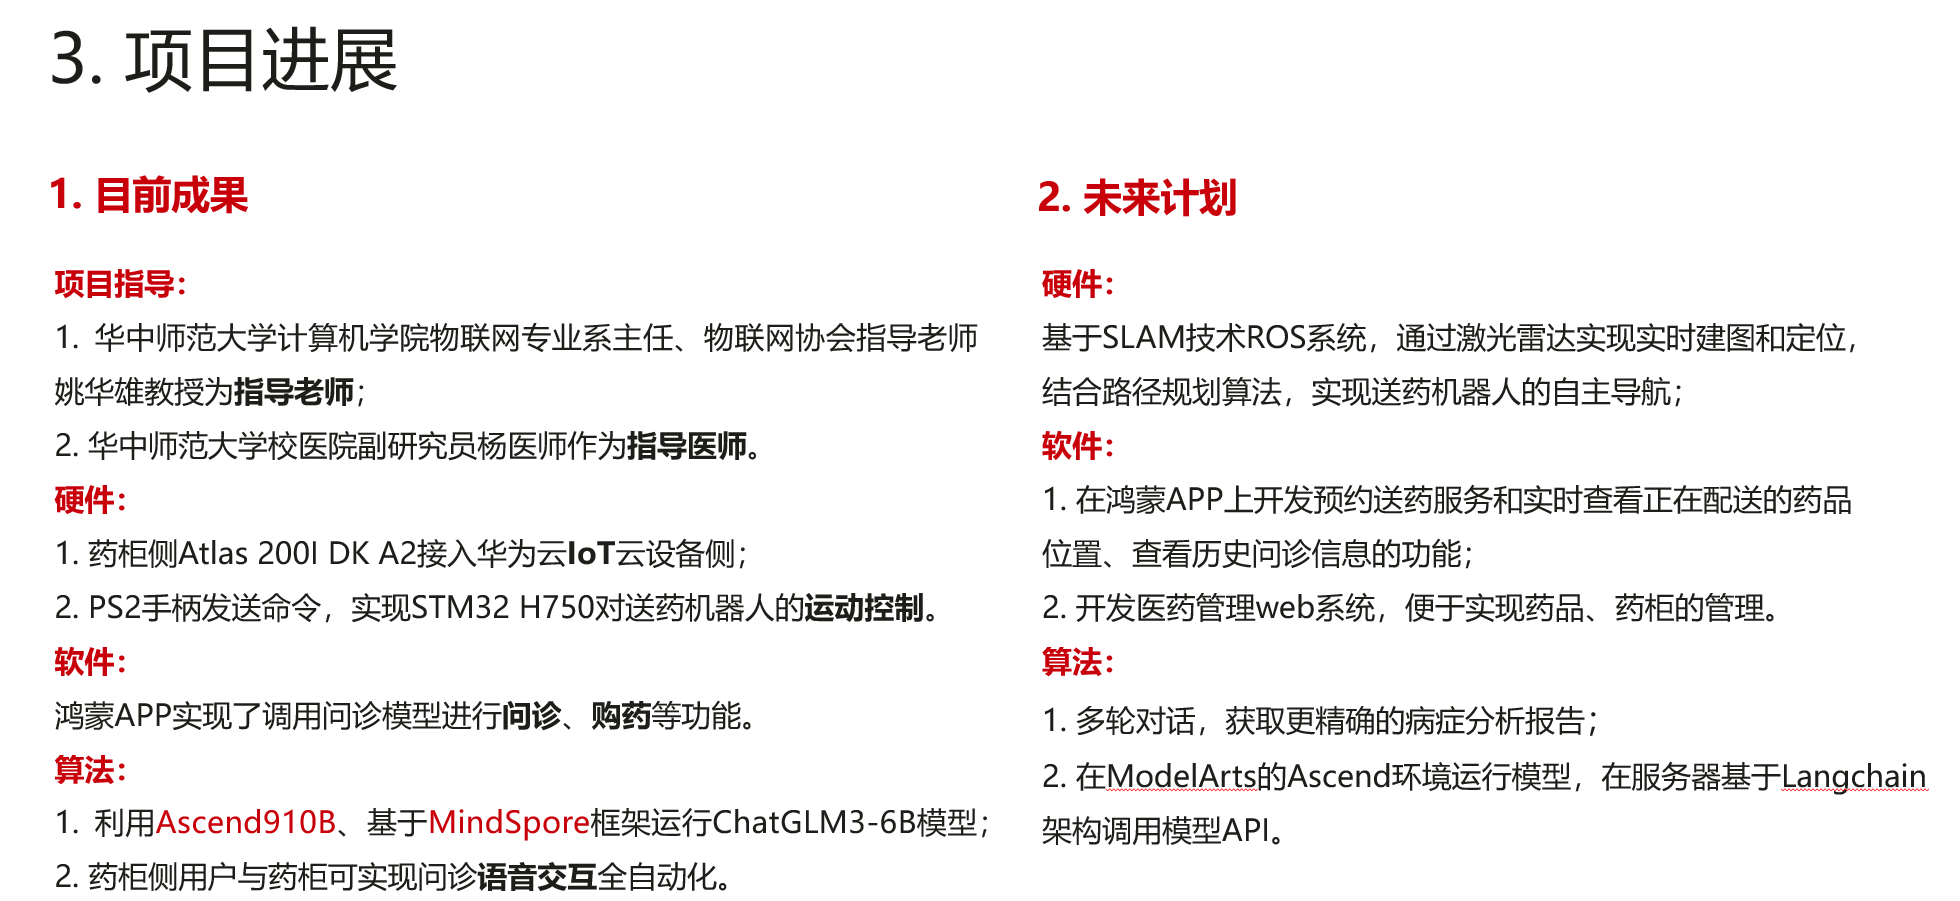 3. 项目进展
1. 目前成果
项目指导：
1. 华中师范大学计算机学院物联网专业系主任、物联网协会指导老师
姚华雄教授为指导老师；
2. 华中师范大学校医院副研究员杨医师作为指导医师。
硬件：
1. 药柜侧Atlas 200I DK A2接入华为云IoT云设备侧；
2. PS2手柄发送命令，实现STM32 H750对送药机器人的运动控制。
软件：
鸿蒙APP实现了调用问诊模型进行问诊、购药等功能。
算法：
1. 利用Ascend910B、基于MindSpore框架运行ChatGLM3-6B模型；
2. 药柜侧用户与药柜可实现问诊语音交互全自动化。
2. 未来计划
硬件：
基于SLAM技术ROS系统，通过激光雷达实现实时建图和定位，
结合路径规划算法，实现送药机器人的自主导航；
软件：
1. 在鸿蒙APP上开发预约送药服务和实时查看正在配送的药品
位置、查看历史问诊信息的功能；
2. 开发医药管理web系统，便于实现药品、药柜的管理。
算法：
1. 多轮对话，获取更精确的病症分析报告；
2. 在ModelArts的Ascend环境运行模型，在服务器基于Langchain
架构调用模型API。